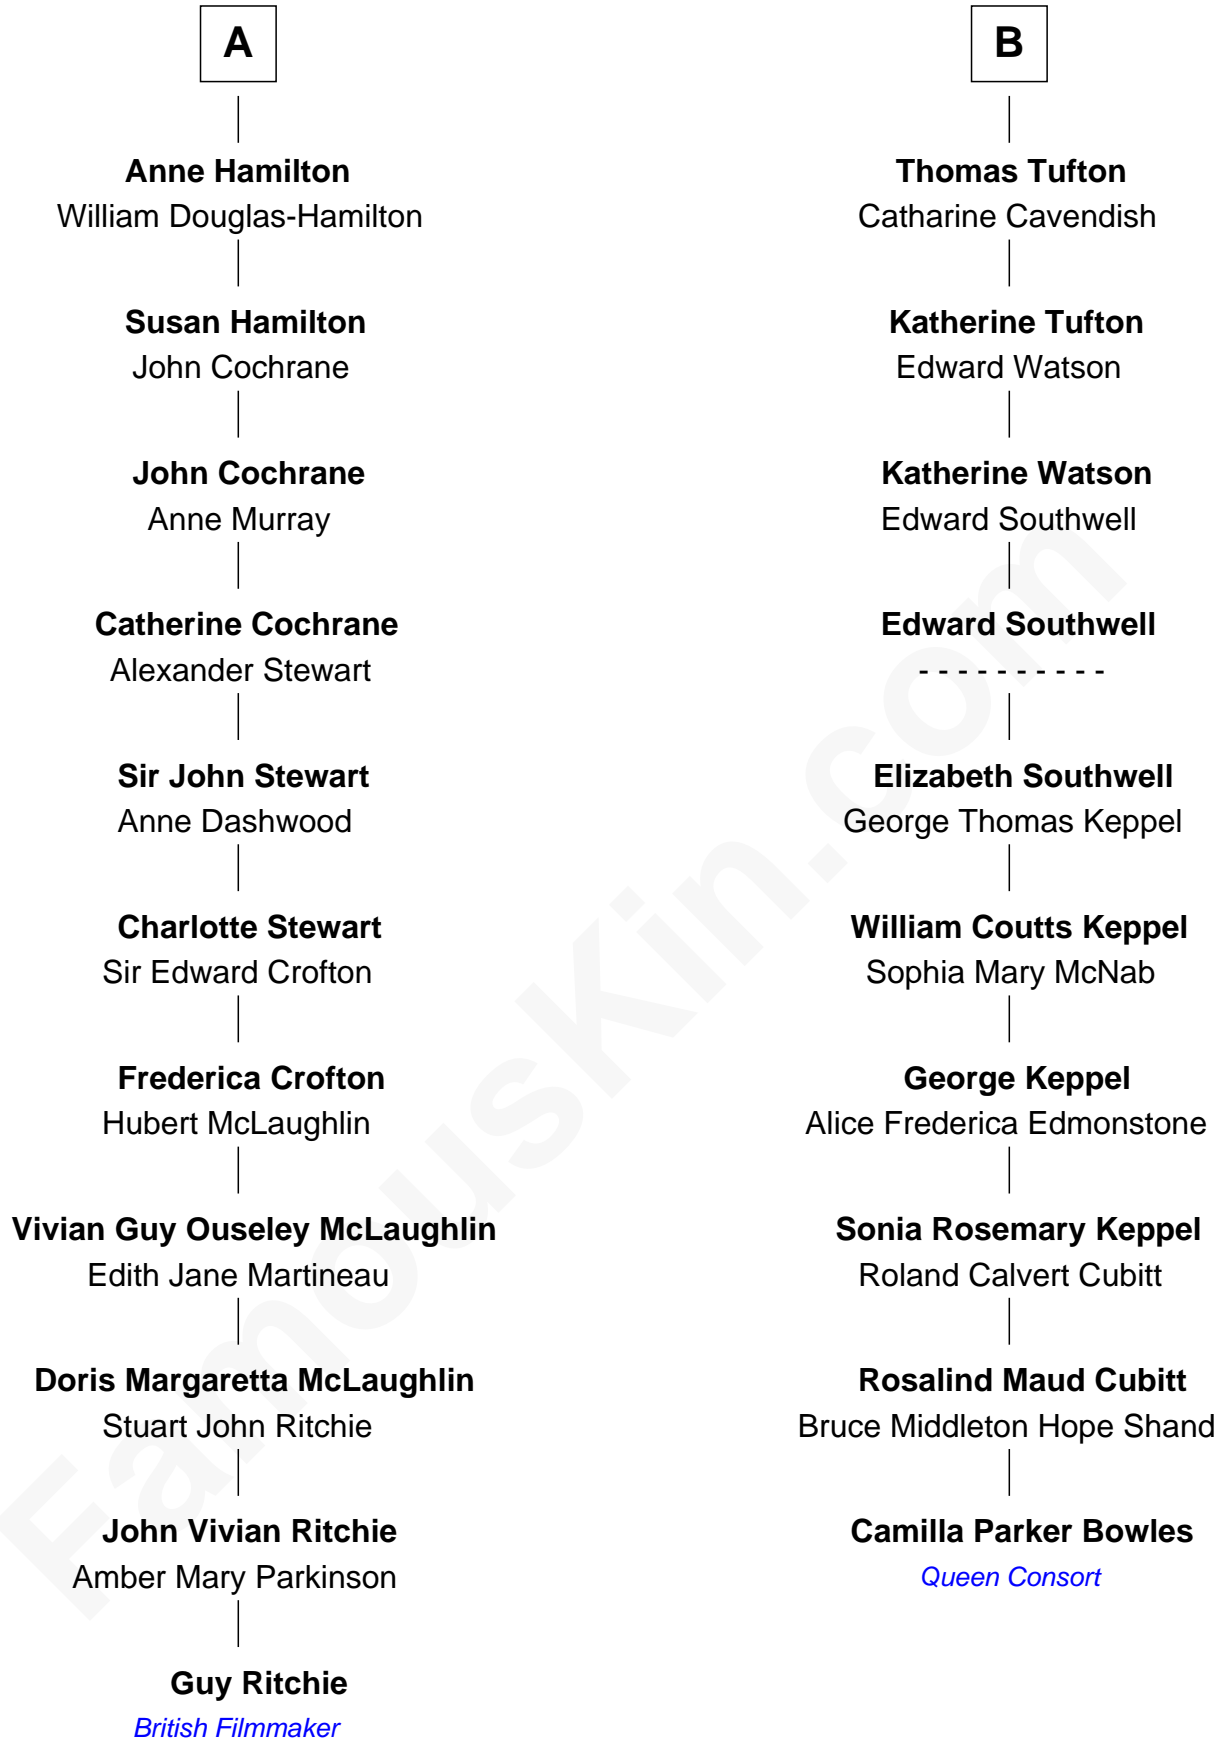 A
Anne Hamilton
William Douglas-Hamilton
Susan Hamilton
John Cochrane
John Cochrane
Anne Murray
Catherine Cochrane
Alexander Stewart
Sir John Stewart
Anne Dashwood
Charlotte Stewart
Sir Edward Crofton
Frederica Crofton
Hubert McLaughlin
Vivian Guy Ouseley McLaughlin
Edith Jane Martineau
Doris Margaretta McLaughlin
Stuart John Ritchie
John Vivian Ritchie
Amber Mary Parkinson
Guy Ritchie
British Filmmaker
B
Thomas Tufton
Catharine Cavendish
Katherine Tufton
Edward Watson
Katherine Watson
Edward Southwell
Edward Southwell
- - - - - - - - - -
Elizabeth Southwell
George Thomas Keppel
William Coutts Keppel
Sophia Mary McNab
George Keppel
Alice Frederica Edmonstone
Sonia Rosemary Keppel
Roland Calvert Cubitt
Rosalind Maud Cubitt
Bruce Middleton Hope Shand
Camilla Parker Bowles
Queen Consort
FamousKin.com